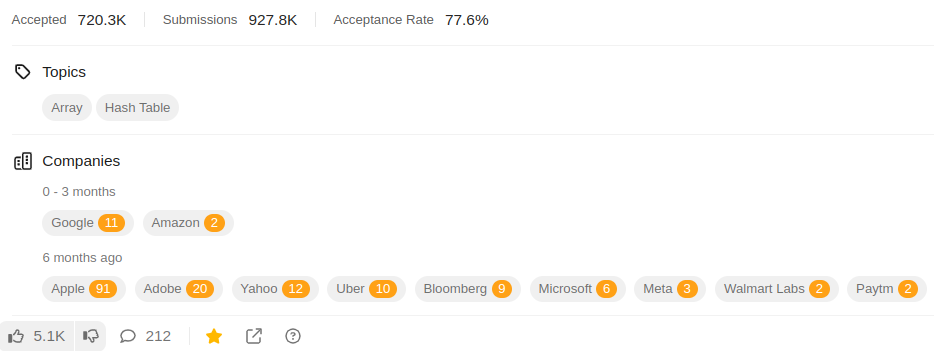 Accepted 720.3K Submissions 927.8K Acceptance Rate 77.6%
Topics
Array Hash Table
Companies
0 - 3 months
Google 11 Amazon 2
6 months ago
Apple 91 Adobe 20 Yahoo 12 Uber 10 Bloomberg 9 Microsoft 6 Meta 3 Walmart Labs 2 Paytm 2
5.1K 212